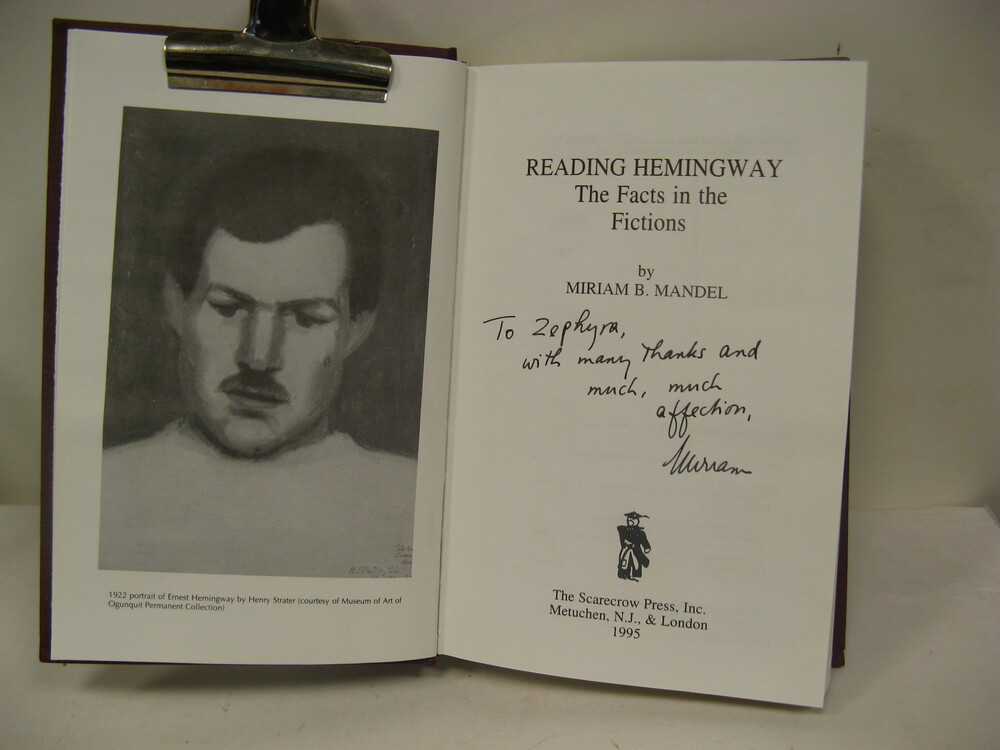 1922 portrait of Ernest Hemingway by Henry Strater (courtesy of Museum of Art of
Ogunquit Permanent Collection)
READING HEMINGWAY
The Facts in the
Fictions
by
MIRIAM B. MANDEL
To Zephyra,
with many thanks and
much, much
affection,
Miriam
The Scarecrow Press, Inc.
Metuchen, N.J., & London
1995